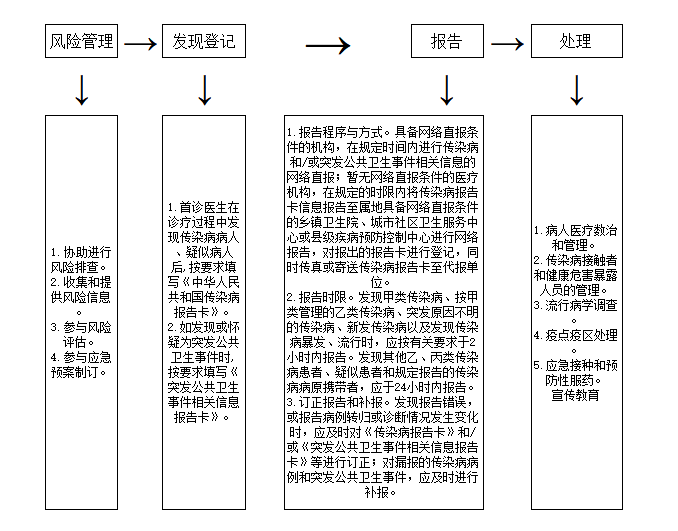 风险管理
发现登记
报告
处理
1. 协助进行
风险排查。
2. 收集和提
供风险信息
。
3. 参与风险
评估。
4. 参与应急
预案制订。
1. 首诊医生在
诊疗过程中发
现传染病病人
、疑似病人
后, 按要求填
写《中华人民
共和国传染病
报告卡》。
2. 如发现或怀
疑为突发公共
卫生事件时,
按要求填写《
突发公共卫生
事件相关信息
报告卡》。
1. 报告程序与方式。具备网络直报条
件的机构，在规定时间内进行传染病
和/或突发公共卫生事件相关信息的
网络直报；暂无网络直报条件的医疗
机构，在规定的时限内将传染病报告
卡信息报告至属地具备网络直报条件
的乡镇卫生院、城市社区卫生服务中
心或县级疾病预防控制中心进行网络
报告，对报出的报告卡进行登记，同
时传真或寄送传染病报告卡至代报单
位。
2. 报告时限。发现甲类传染病、按甲
类管理的乙类传染病、突发原因不明
的传染病、新发传染病以及发现传染
病暴发、流行时，应按有关要求于2
小时内报告。发现其他乙、丙类传染
病患者、疑似患者和规定报告的传染
病病原携带者，应于24小时内报告。
3. 订正报告和补报。发现报告错误，
或报告病例转归或诊断情况发生变化
时，应及时对《传染病报告卡》和/
或《突发公共卫生事件相关信息报告
卡》等进行订正；对漏报的传染病病
例和突发公共卫生事件，应及时进行
补报。
1. 病人医疗救治
和管理。
2. 传染病接触者
和健康危害暴露
人员的管理。
3. 流行病学调查
。
4. 疫点疫区处理
。
5. 应急接种和预
防性服药。
宣传教育